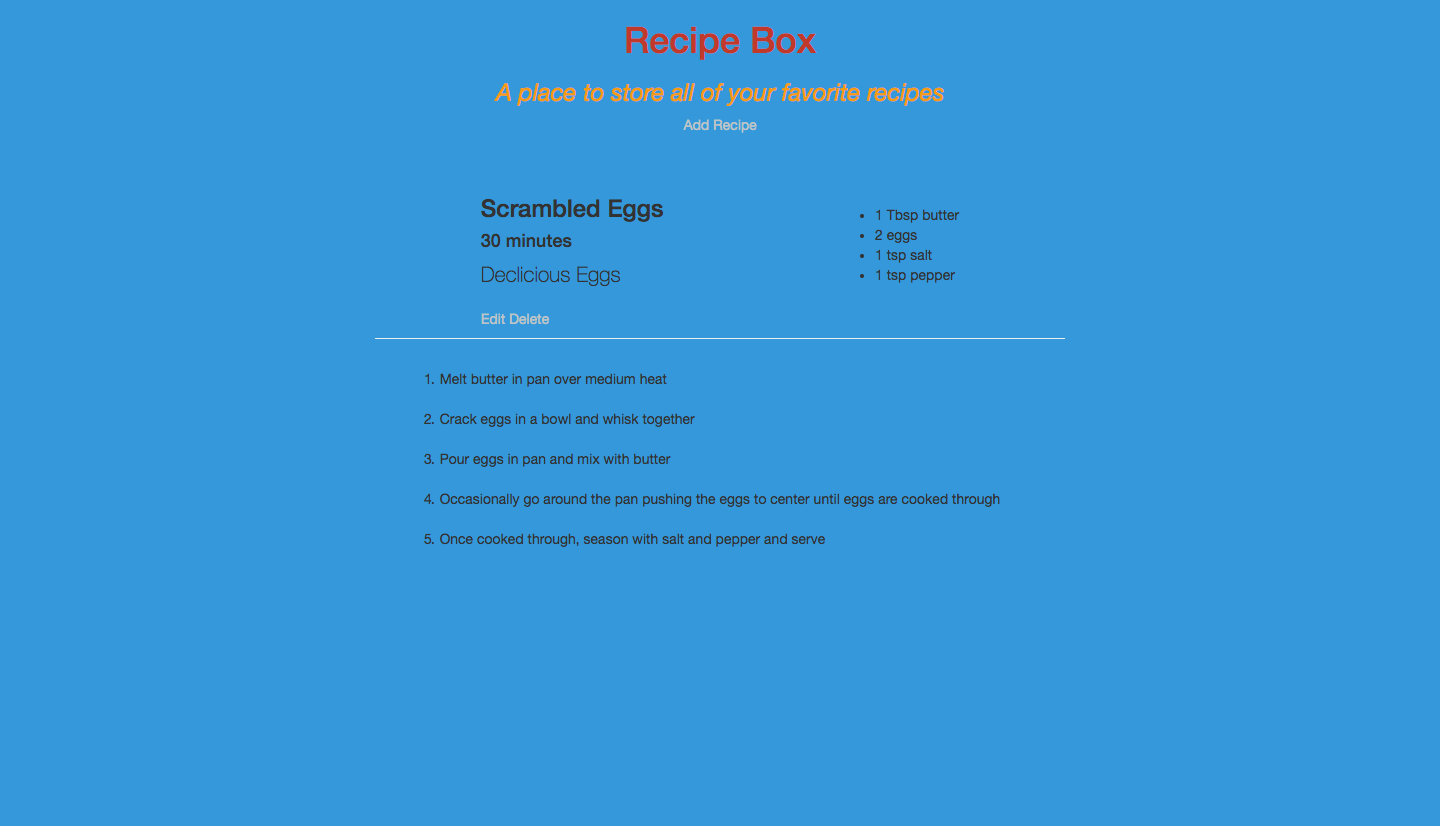 Recipe Box
A place to store all of your favorite recipes
Add Recipe
Scrambled Eggs
30 minutes
Declicious Eggs
Edit Delete
• 1 Tbsp butter
• 2 eggs
• 1 tsp salt
• 1 tsp pepper
1. Melt butter in pan over medium heat
2. Crack eggs in a bowl and whisk together
3. Pour eggs in pan and mix with butter
4. Occasionally go around the pan pushing the eggs to center until eggs are cooked through
5. Once cooked through, season with salt and pepper and serve